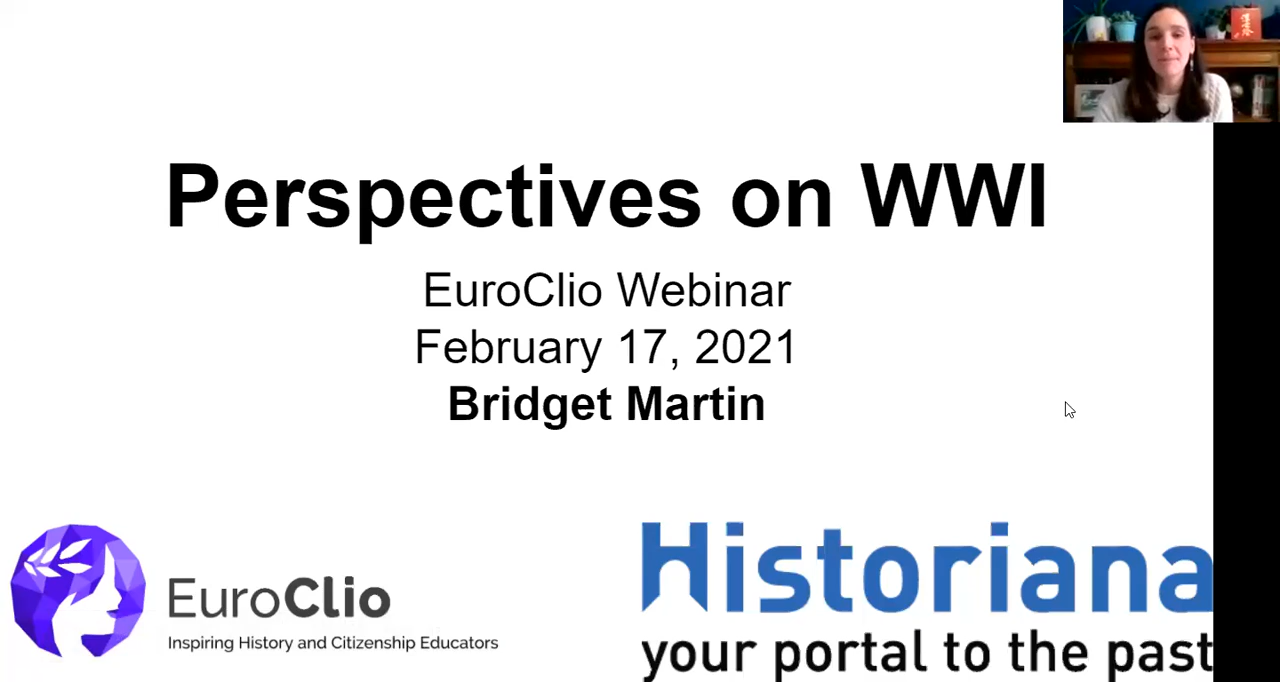 Perspectives on WWI
EuroClio Webinar
February 17, 2021
Bridget Martin
EuroClio
Inspiring History and Citizenship Educators
Historiana
your portal to the past